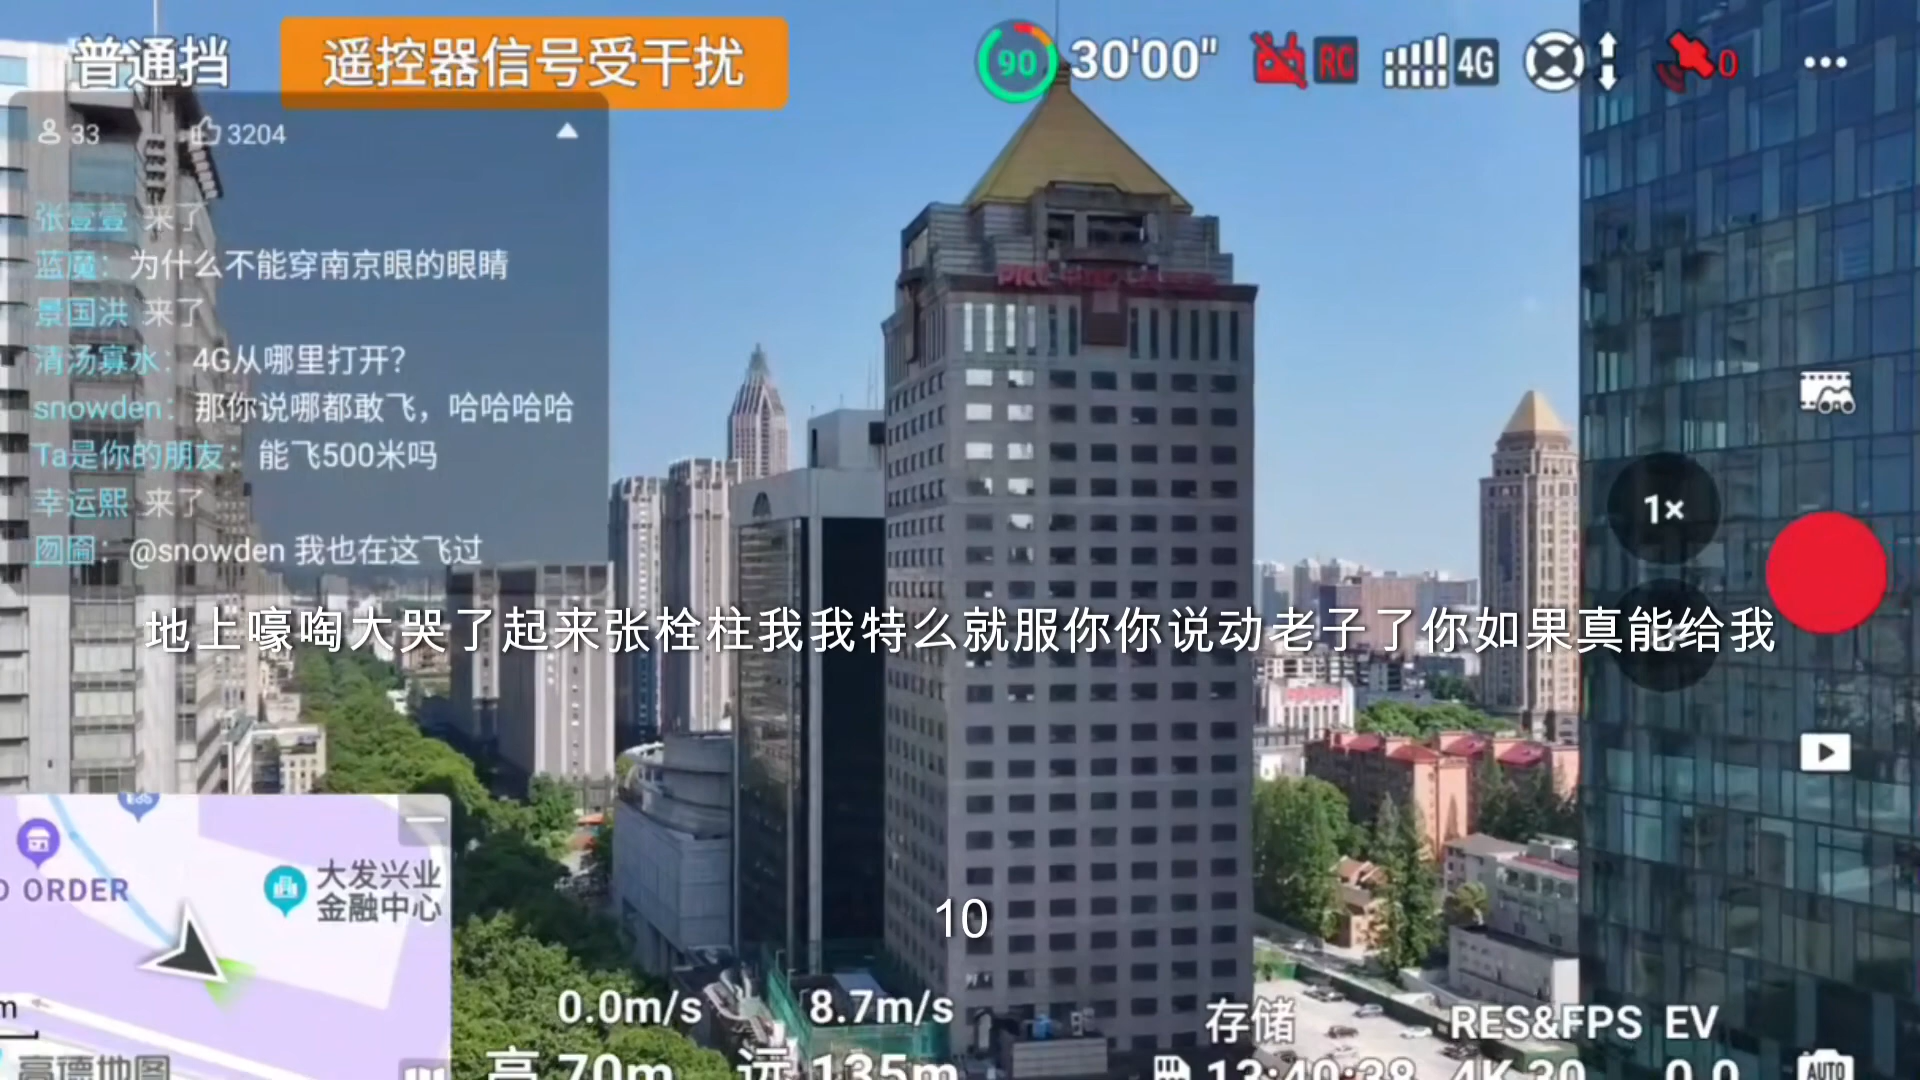 普通挡
遥控器信号受干扰
90
30'00"
RC
4G
0
33
3204
张壹壹 来了
蓝魔：为什么不能穿南京眼的眼睛
景国洪 来了
清汤寡水：4G从哪里打开？
snowden：那你说哪都敢飞，哈哈哈哈
Ta是你的朋友：能飞500米吗
幸运熙 来了
囫囵：@snowden 我也在这飞过
1×
地上嚎啕大哭了起来张栓柱我我特么就服你你说动老子了你如果真能给我
ORDER
大发兴业
金融中心
10
m
高德地图
0.0m/s
8.7m/s
高 70m
远 135m
存储
13:40:38
RES&FPS
4K 30
EV
0.0
AUTO
PICC